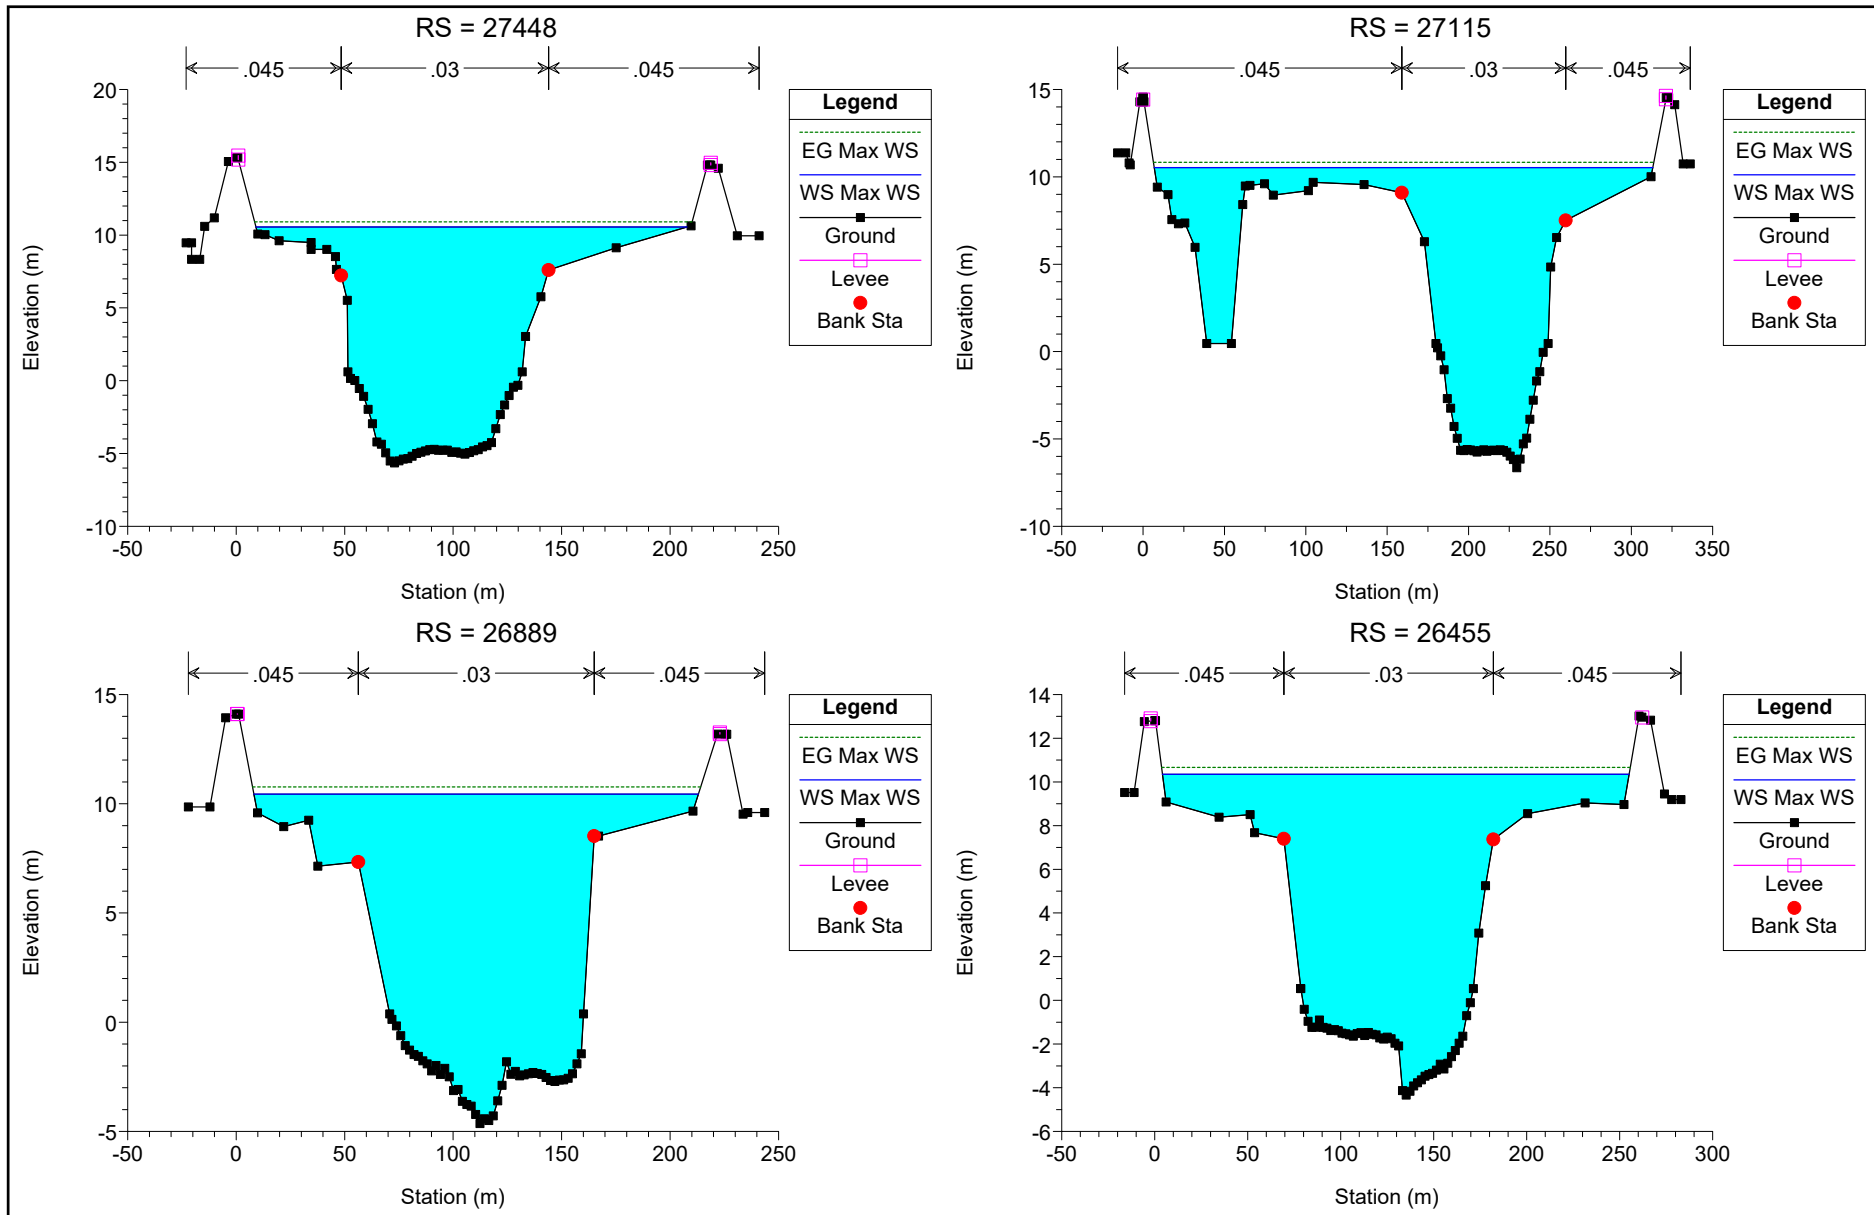 RS = 27448
.045
.03
.045
20
15
10
5
0
-5
-10
-50
0
50
100
150
200
250
Elevation (m)
Station (m)
Legend
EG Max WS
WS Max WS
Ground
Levee
Bank Sta
RS = 27115
.045
.03
.045
15
10
5
0
-5
-10
-50
0
50
100
150
200
250
300
350
Elevation (m)
Station (m)
Legend
EG Max WS
WS Max WS
Ground
Levee
Bank Sta
RS = 26889
.045
.03
.045
15
10
5
0
-5
-50
0
50
100
150
200
250
Elevation (m)
Station (m)
Legend
EG Max WS
WS Max WS
Ground
Levee
Bank Sta
RS = 26455
.045
.03
.045
14
12
10
8
6
4
2
0
-2
-4
-6
-50
0
50
100
150
200
250
300
Elevation (m)
Station (m)
Legend
EG Max WS
WS Max WS
Ground
Levee
Bank Sta